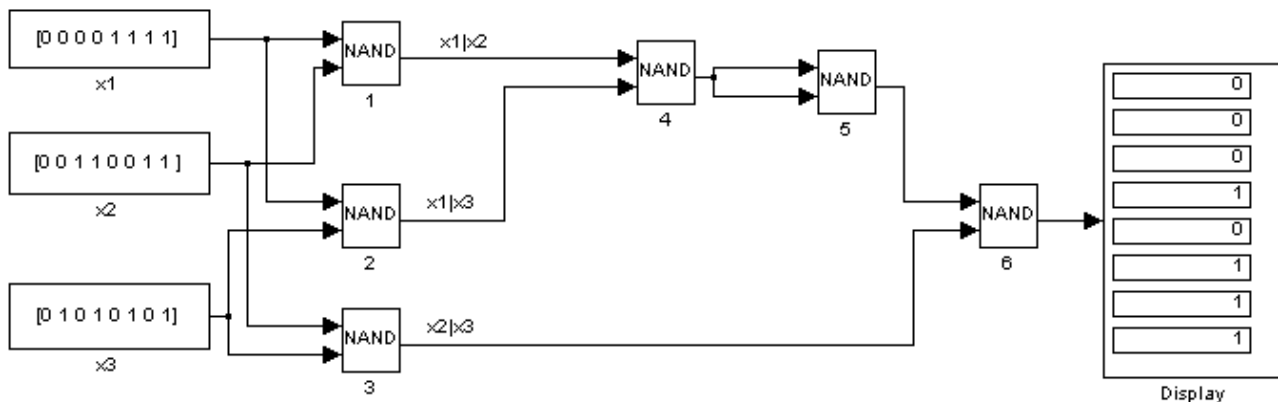 [0 0 0 0 1 1 1 1]
x1
[0 0 1 1 0 0 1 1]
x2
[0 1 0 1 0 1 0 1]
x3
NAND
1
x1|x2
NAND
2
x1|x3
NAND
3
x2|x3
NAND
4
NAND
5
NAND
6
0
0
0
1
0
1
1
1
Display